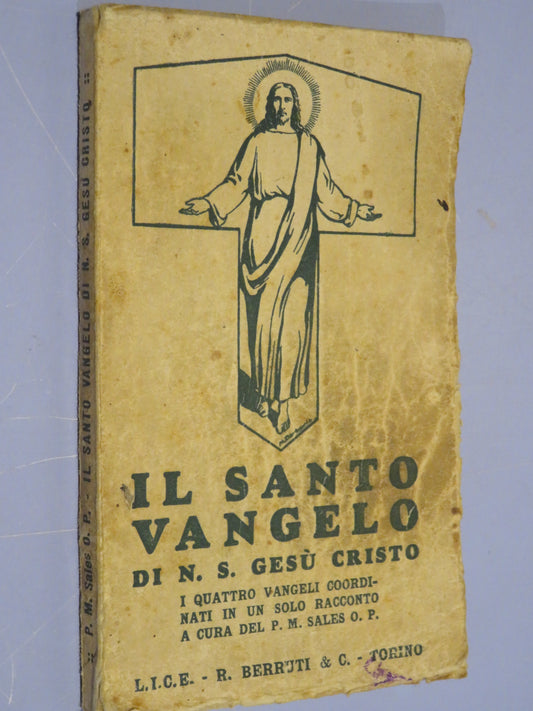 IL SANTO
VANGELO
DI N. S. GESÙ CRISTO
I QUATTRO VANGELI COORDI-
NATI IN UN SOLO RACCONTO
A CURA DEL P. M. SALES O. P.
L.I.C.E. - R. BERRUTI & C. - TORINO
:: P. M. Sales O. P. - IL SANTO VANGELO DI N. S. GESÙ CRISTO ::